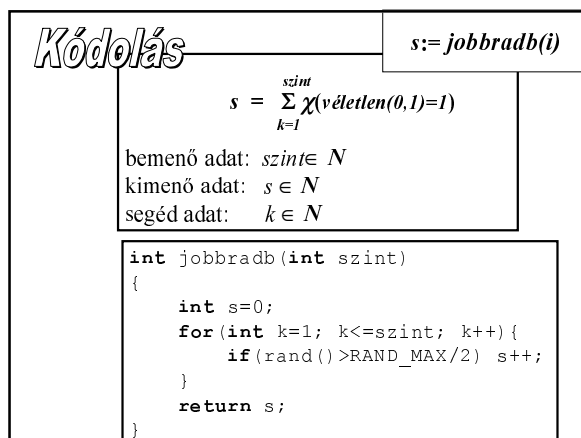 Kódolás
s:= jobbradb(i)
szint
s = Σ χ(véletlen(0,1)=1)
k=1
bemenő adat: szint∈ N
kimenő adat: s ∈ N
segéd adat: k ∈ N
int jobbradb(int szint)
{
int s=0;
for(int k=1; k<=szint; k++){
if(rand()>RAND_MAX/2) s++;
}
return s;
}